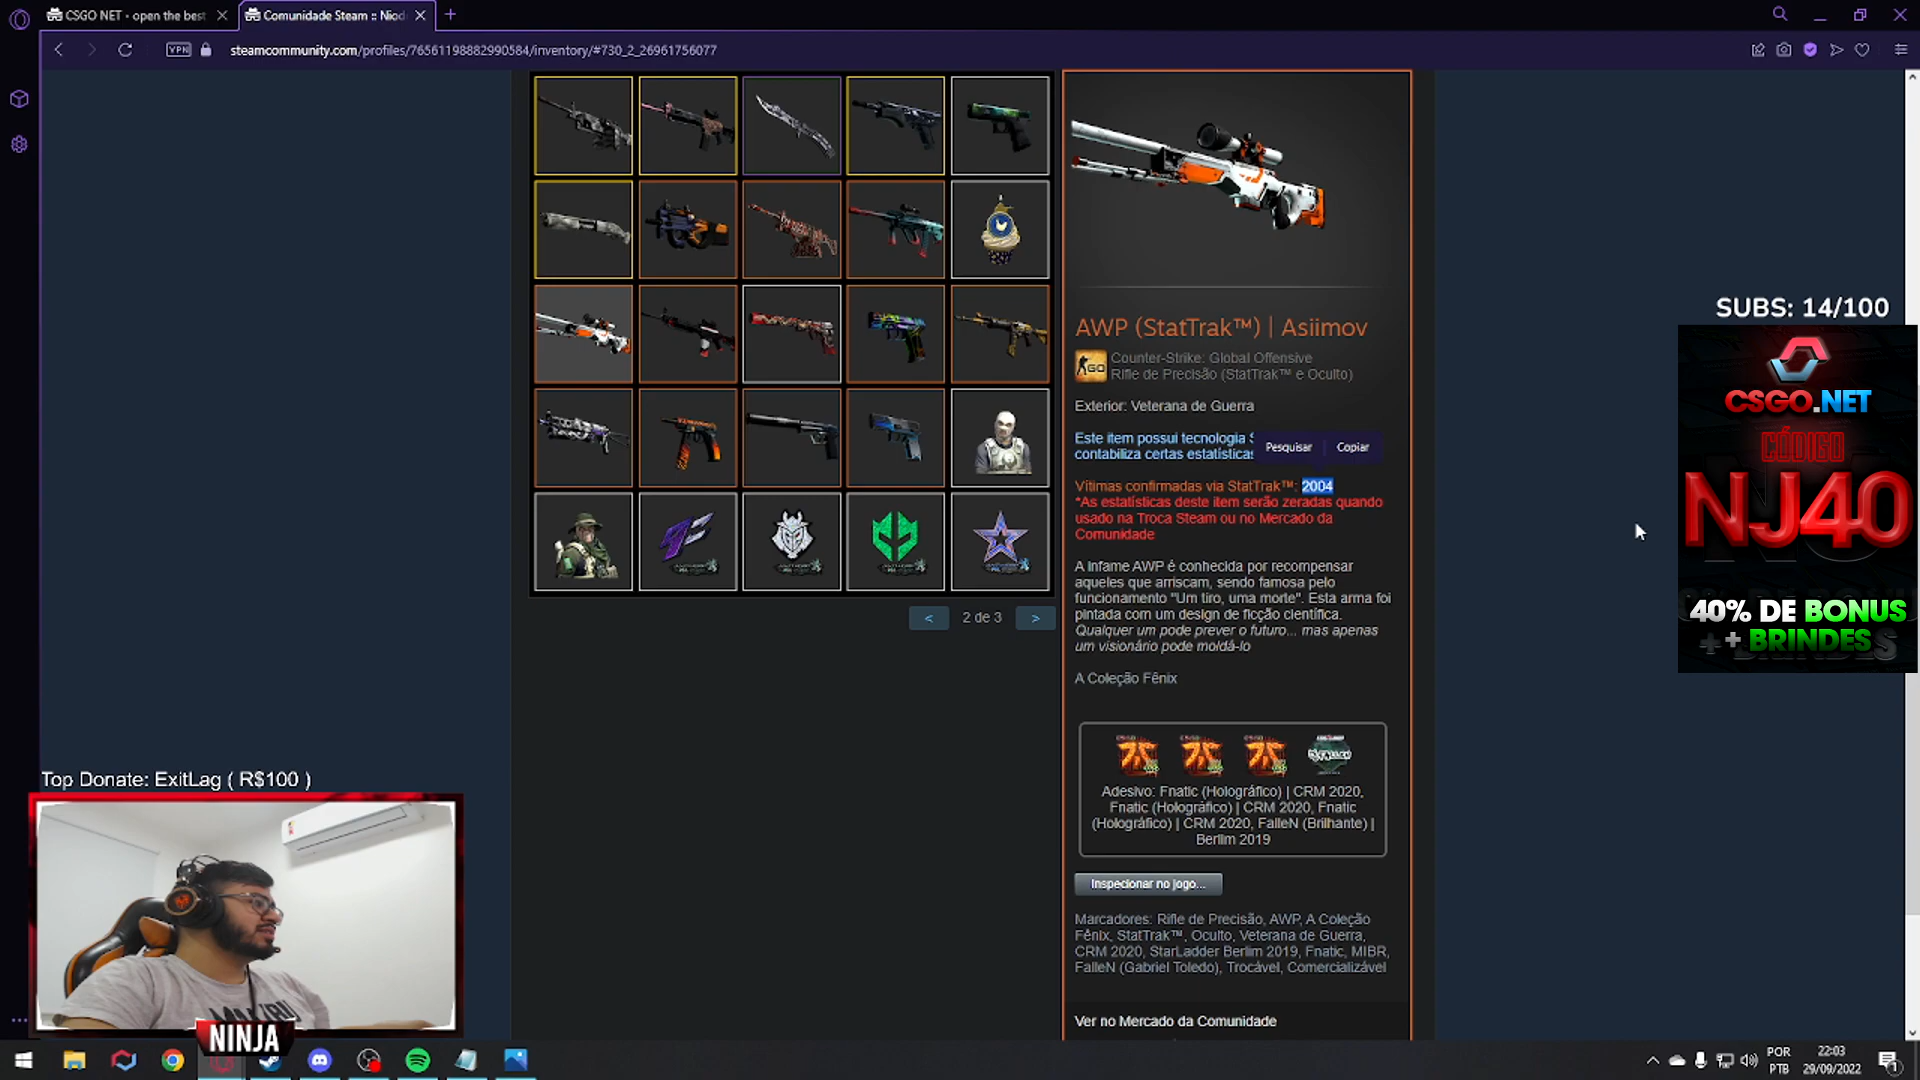 CSGO NET - open the best
Comunidade Steam :: Niod
VPN
steamcommunity.com/profiles/76561198882990584/inventory/#730_2_26961756077
AWP (StatTrak™) | Asiimov
Counter-Strike: Global Offensive
Rifle de Precisão (StatTrak™ e Oculto)
Exterior: Veterana de Guerra
Este item possui tecnologia S
contabiliza certas estatísticas
Pesquisar
Copiar
Vítimas confirmadas via StatTrak™: 2004
*As estatísticas deste item serão zeradas quando
usado na Troca Steam ou no Mercado da
Comunidade
A infame AWP é conhecida por recompensar
aqueles que arriscam, sendo famosa pelo
funcionamento "Um tiro, uma morte". Esta arma foi
pintada com um design de ficção científica.
Qualquer um pode prever o futuro... mas apenas
um visionário pode moldá-lo
A Coleção Fênix
< 2 de 3 >
Adesivo: Fnatic (Holográfico) | CRM 2020,
Fnatic (Holográfico) | CRM 2020, Fnatic
(Holográfico) | CRM 2020, FalleN (Brilhante) |
Berlim 2019
Inspecionar no jogo...
Marcadores: Rifle de Precisão, AWP, A Coleção
Fênix, StatTrak™, Oculto, Veterana de Guerra,
CRM 2020, StarLadder Berlim 2019, Fnatic, MIBR,
FalleN (Gabriel Toledo), Trocável, Comercializável
Ver no Mercado da Comunidade
SUBS: 14/100
CSGO.NET
CÓDIGO
NJ40
40% DE BONUS
+ BRINDES
Top Donate: ExitLag ( R$100 )
NINJA
POR
PTB
22:03
29/09/2022
1